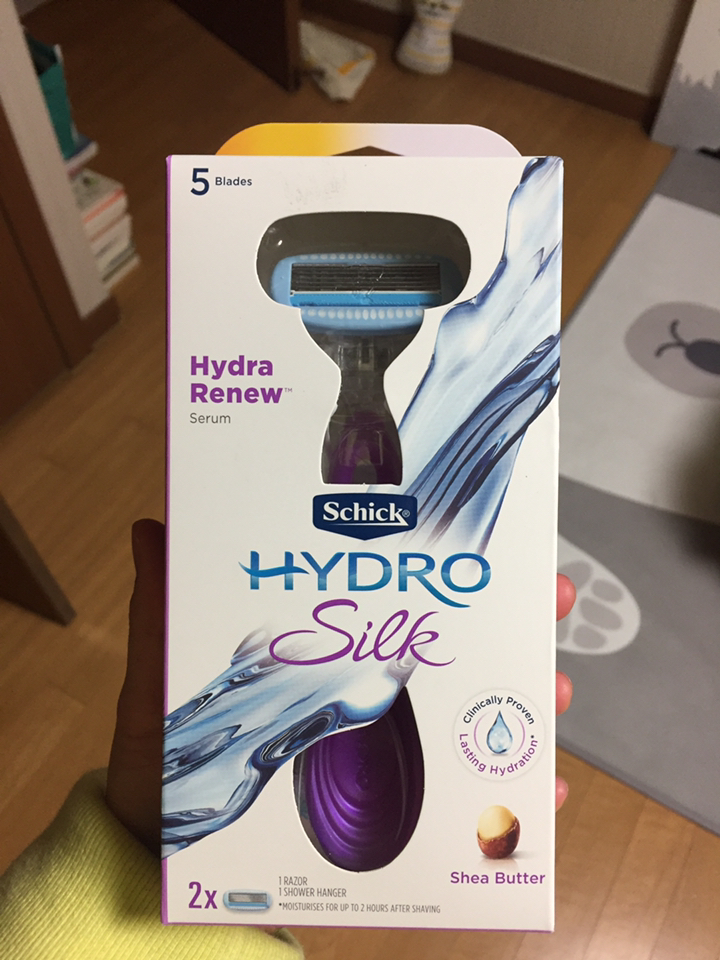 5 Blades
Hydra
Renew™
Serum
Schick®
HYDRO
Silk
Clinically Proven
Lasting Hydration*
Shea Butter
2x
1 RAZOR
1 SHOWER HANGER
*MOISTURISES FOR UP TO 2 HOURS AFTER SHAVING